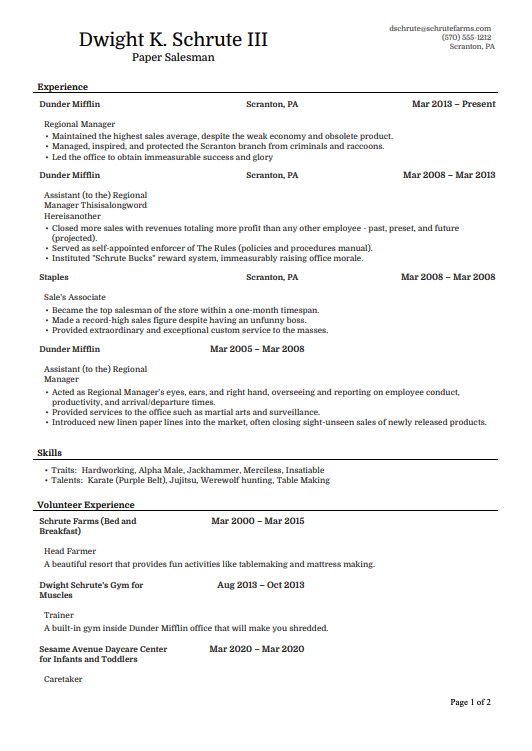 Dwight K. Schrute III
Paper Salesman
dschrute@schrutefarms.com
(570) 555-1212
Scranton, PA
Experience
Dunder Mifflin Scranton, PA Mar 2013 – Present
Regional Manager
• Maintained the highest sales average, despite the weak economy and obsolete product.
• Managed, inspired, and protected the Scranton branch from criminals and raccoons.
• Led the office to obtain immeasurable success and glory
Dunder Mifflin Scranton, PA Mar 2008 – Mar 2013
Assistant (to the) Regional
Manager Thisisalongword
Hereisanother
• Closed more sales with revenues totaling more profit than any other employee - past, preset, and future
(projected).
• Served as self-appointed enforcer of The Rules (policies and procedures manual).
• Instituted "Schrute Bucks" reward system, immeasurably raising office morale.
Staples Scranton, PA Mar 2008 – Mar 2008
Sale's Associate
• Became the top salesman of the store within a one-month timespan.
• Made a record-high sales figure despite having an unfunny boss.
• Provided extraordinary and exceptional custom service to the masses.
Dunder Mifflin Mar 2005 – Mar 2008
Assistant (to the) Regional
Manager
• Acted as Regional Manager's eyes, ears, and right hand, overseeing and reporting on employee conduct,
productivity, and arrival/departure times.
• Provided services to the office such as martial arts and surveillance.
• Introduced new linen paper lines into the market, often closing sight-unseen sales of newly released products.
Skills
• Traits: Hardworking, Alpha Male, Jackhammer, Merciless, Insatiable
• Talents: Karate (Purple Belt), Jujitsu, Werewolf hunting, Table Making
Volunteer Experience
Schrute Farms (Bed and Mar 2000 – Mar 2015
Breakfast)
Head Farmer
A beautiful resort that provides fun activities like tablemaking and mattress making.
Dwight Schrute's Gym for Aug 2013 – Oct 2013
Muscles
Trainer
A built-in gym inside Dunder Mifflin office that will make you shredded.
Sesame Avenue Daycare Center Mar 2020 – Mar 2020
for Infants and Toddlers
Caretaker
Page 1 of 2